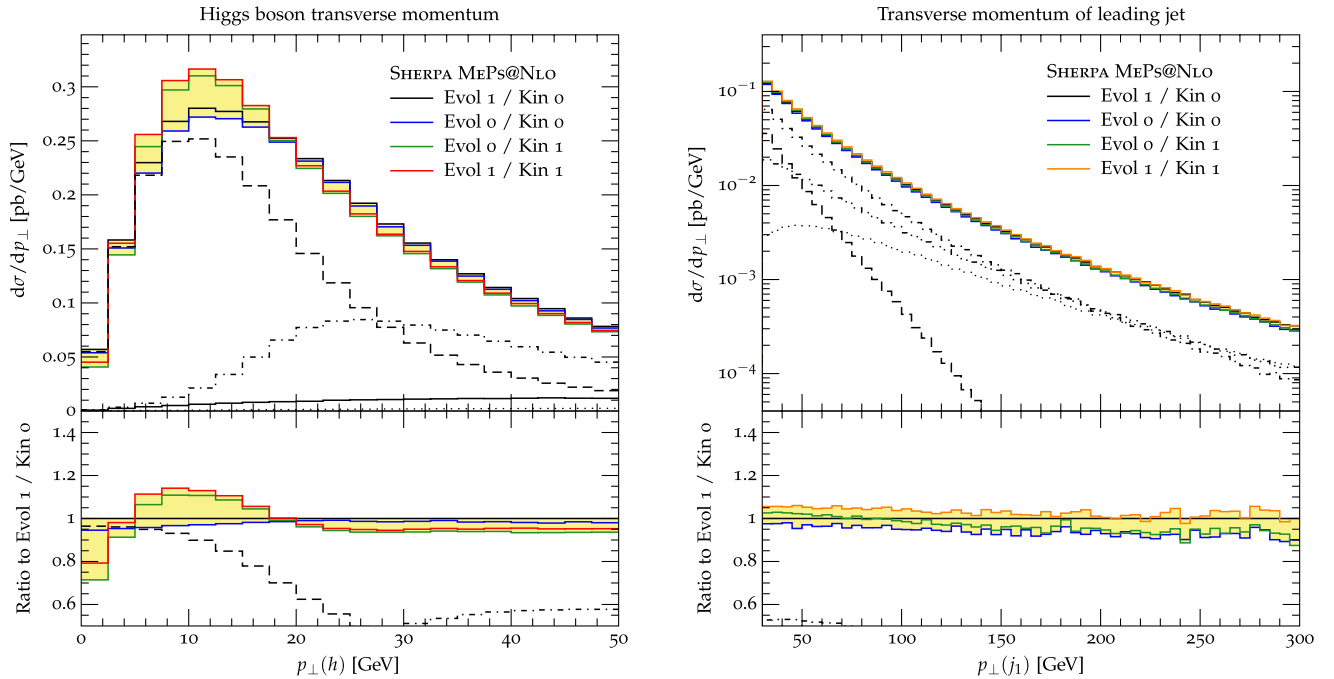 Higgs boson transverse momentum
dσ/dp⊥ [pb/GeV]
0.3
0.25
0.2
0.15
0.1
0.05
0
SHERPA MEPS@NLO
Evol 1 / Kin 0
Evol 0 / Kin 0
Evol 0 / Kin 1
Evol 1 / Kin 1
Ratio to Evol 1 / Kin 0
1.4
1.2
1
0.8
0.6
0 10 20 30 40 50
p⊥(h) [GeV]
Transverse momentum of leading jet
dσ/dp⊥ [pb/GeV]
10⁻¹
10⁻²
10⁻³
10⁻⁴
SHERPA MEPS@NLO
Evol 1 / Kin 0
Evol 0 / Kin 0
Evol 0 / Kin 1
Evol 1 / Kin 1
Ratio to Evol 1 / Kin 0
1.4
1.2
1
0.8
0.6
50 100 150 200 250 300
p⊥(j₁) [GeV]